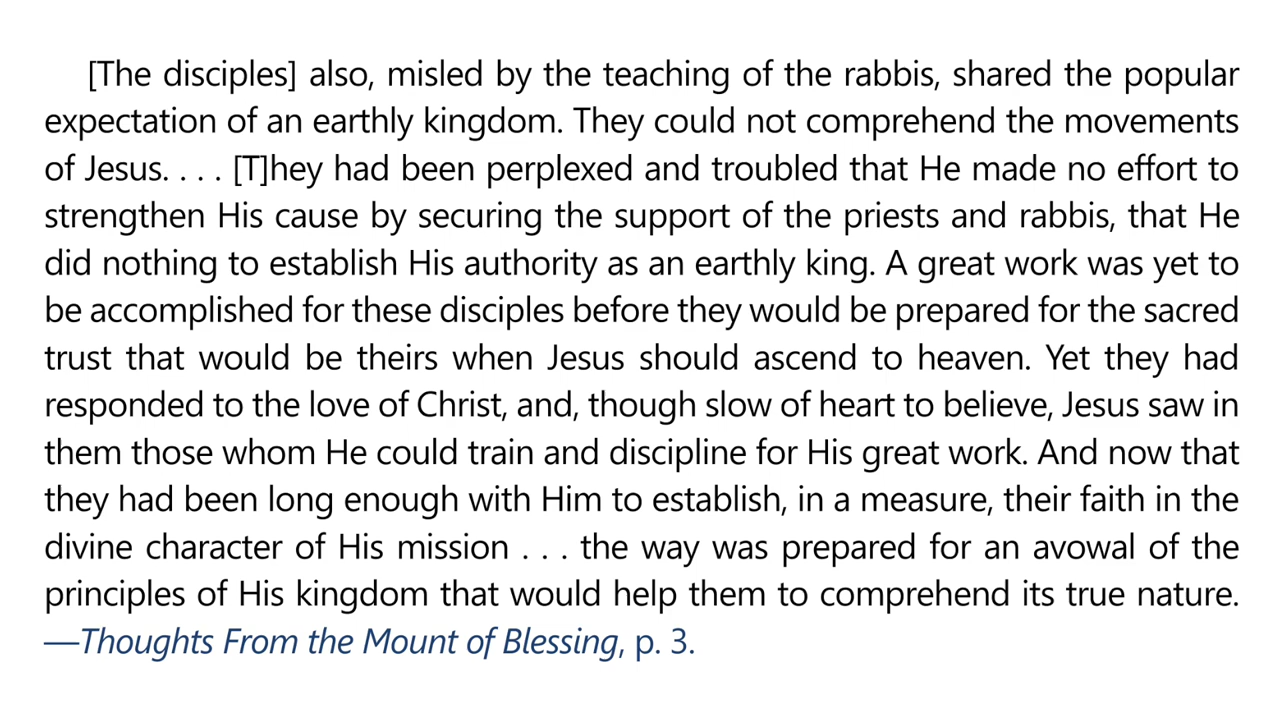 [The disciples] also, misled by the teaching of the rabbis, shared the popular
expectation of an earthly kingdom. They could not comprehend the movements
of Jesus. . . . [T]hey had been perplexed and troubled that He made no effort to
strengthen His cause by securing the support of the priests and rabbis, that He
did nothing to establish His authority as an earthly king. A great work was yet to
be accomplished for these disciples before they would be prepared for the sacred
trust that would be theirs when Jesus should ascend to heaven. Yet they had
responded to the love of Christ, and, though slow of heart to believe, Jesus saw in
them those whom He could train and discipline for His great work. And now that
they had been long enough with Him to establish, in a measure, their faith in the
divine character of His mission . . . the way was prepared for an avowal of the
principles of His kingdom that would help them to comprehend its true nature.
—Thoughts From the Mount of Blessing, p. 3.